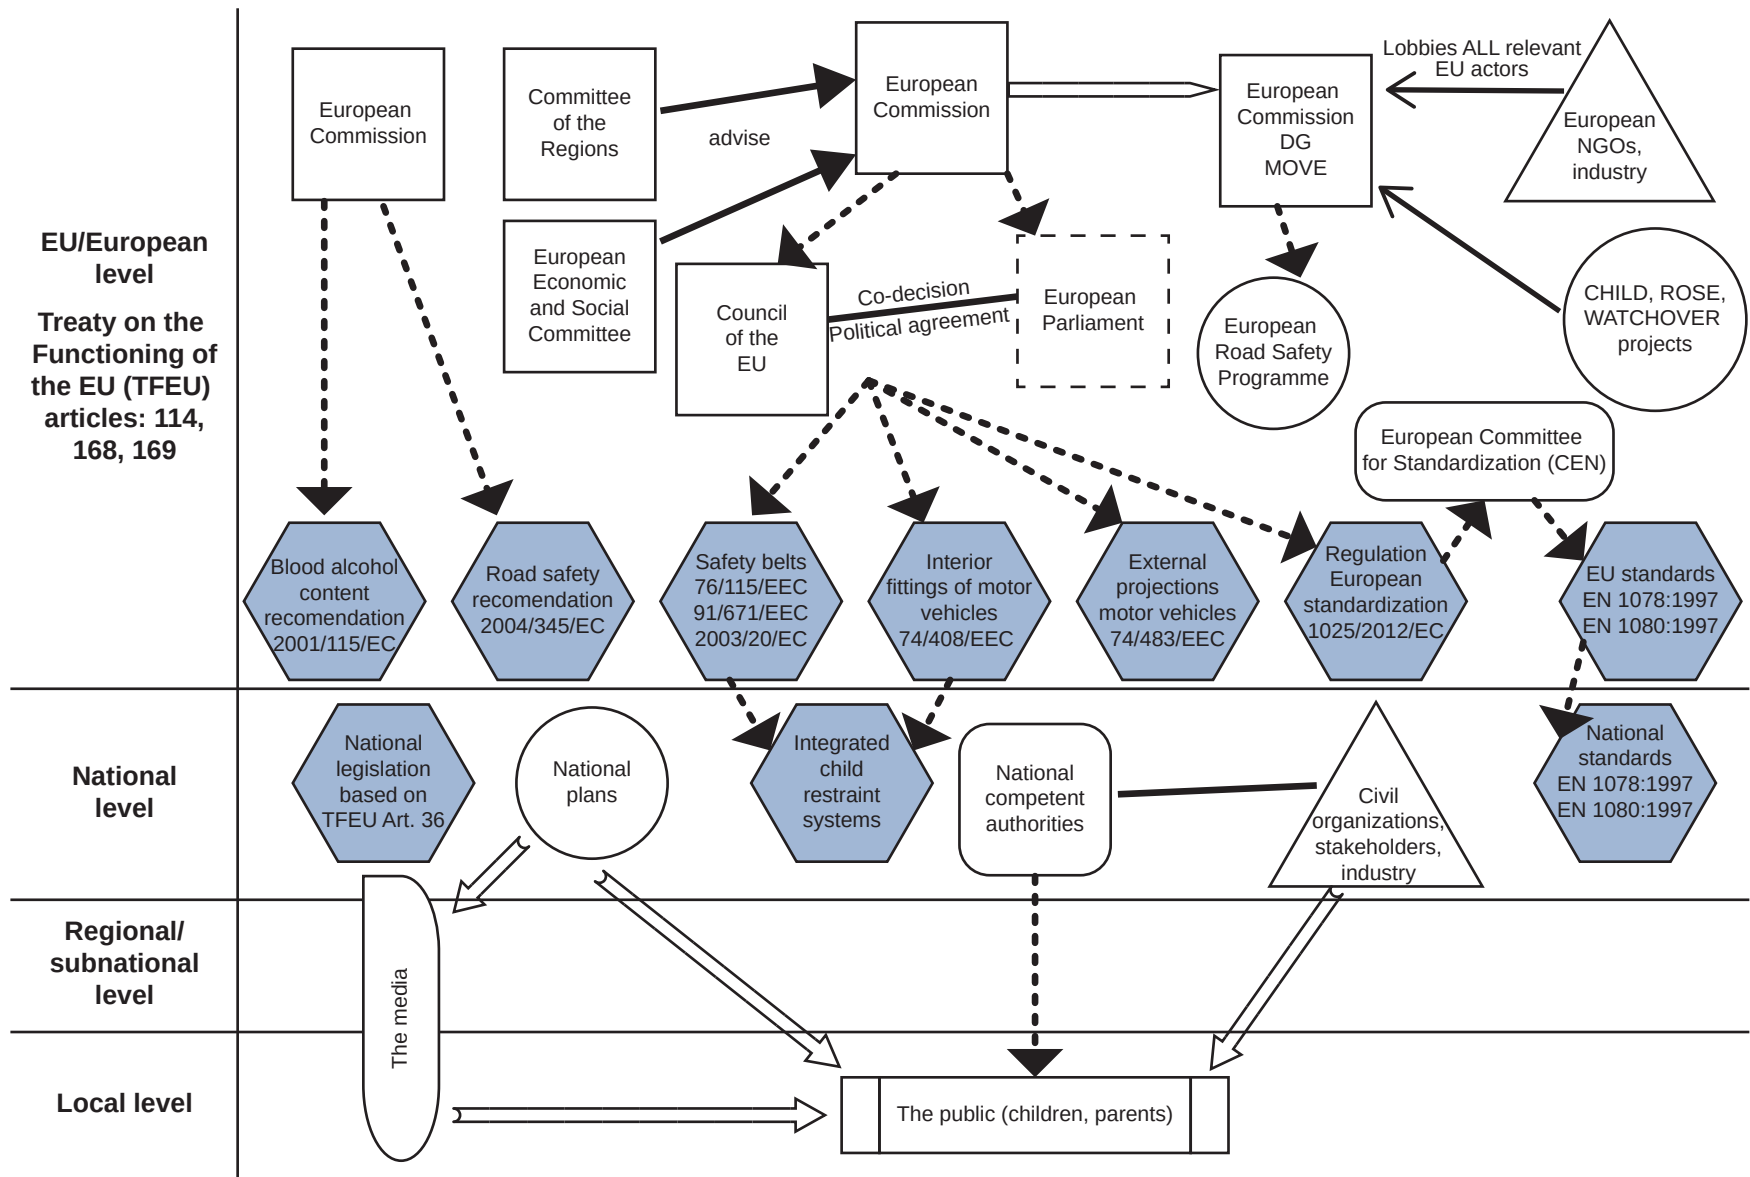 EU/European
level
Treaty on the
Functioning of
the EU (TFEU)
articles: 114,
168, 169
European
Commission
Committee
of the
Regions
advise
European
Economic
and Social
Committee
European
Commission
European
Commission
DG
MOVE
Lobbies ALL relevant
EU actors
European
NGOs,
industry
Council
of the
EU
Co-decision
Political agreement
European
Parliament
European
Road Safety
Programme
CHILD, ROSE,
WATCHOVER
projects
European Committee
for Standardization (CEN)
Blood alcohol
content
recomendation
2001/115/EC
Road safety
recomendation
2004/345/EC
Safety belts
76/115/EEC
91/671/EEC
2003/20/EC
Interior
fittings of motor
vehicles
74/408/EEC
External
projections
motor vehicles
74/483/EEC
Regulation
European
standardization
1025/2012/EC
EU standards
EN 1078:1997
EN 1080:1997
National
level
National
legislation
based on
TFEU Art. 36
National
plans
Integrated
child
restraint
systems
National
competent
authorities
Civil
organizations,
stakeholders,
industry
National
standards
EN 1078:1997
EN 1080:1997
Regional/
subnational
level
The media
Local level
The public (children, parents)